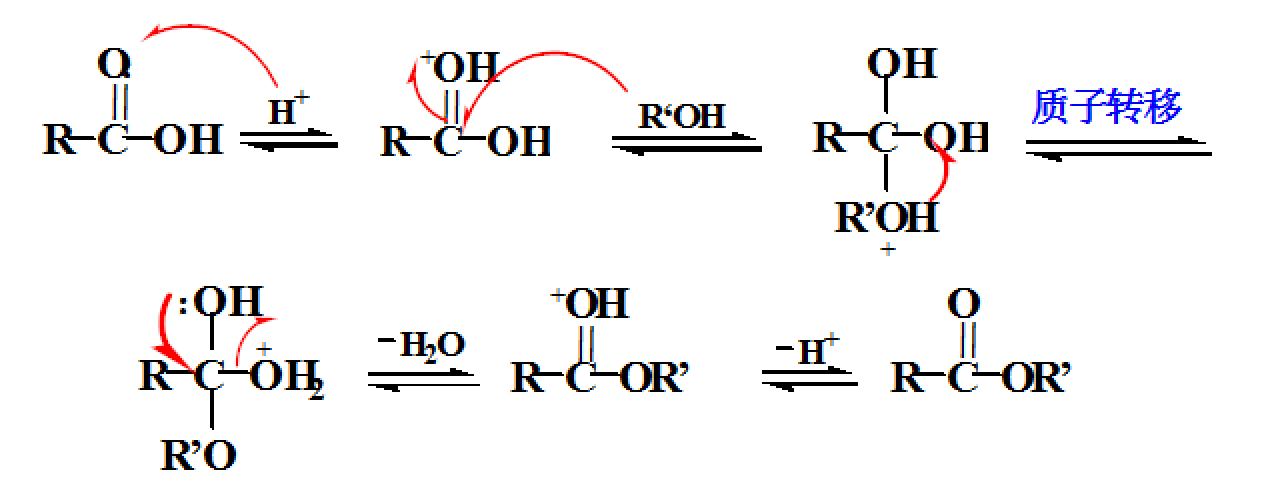 O +OH OH
R-C-OH H+ R-C-OH R‘OH R-C-OH 质子转移
R’OH
+
:OH +OH O
R-C-OH2 + -H2O R-C-OR’ -H+ R-C-OR’
R’O